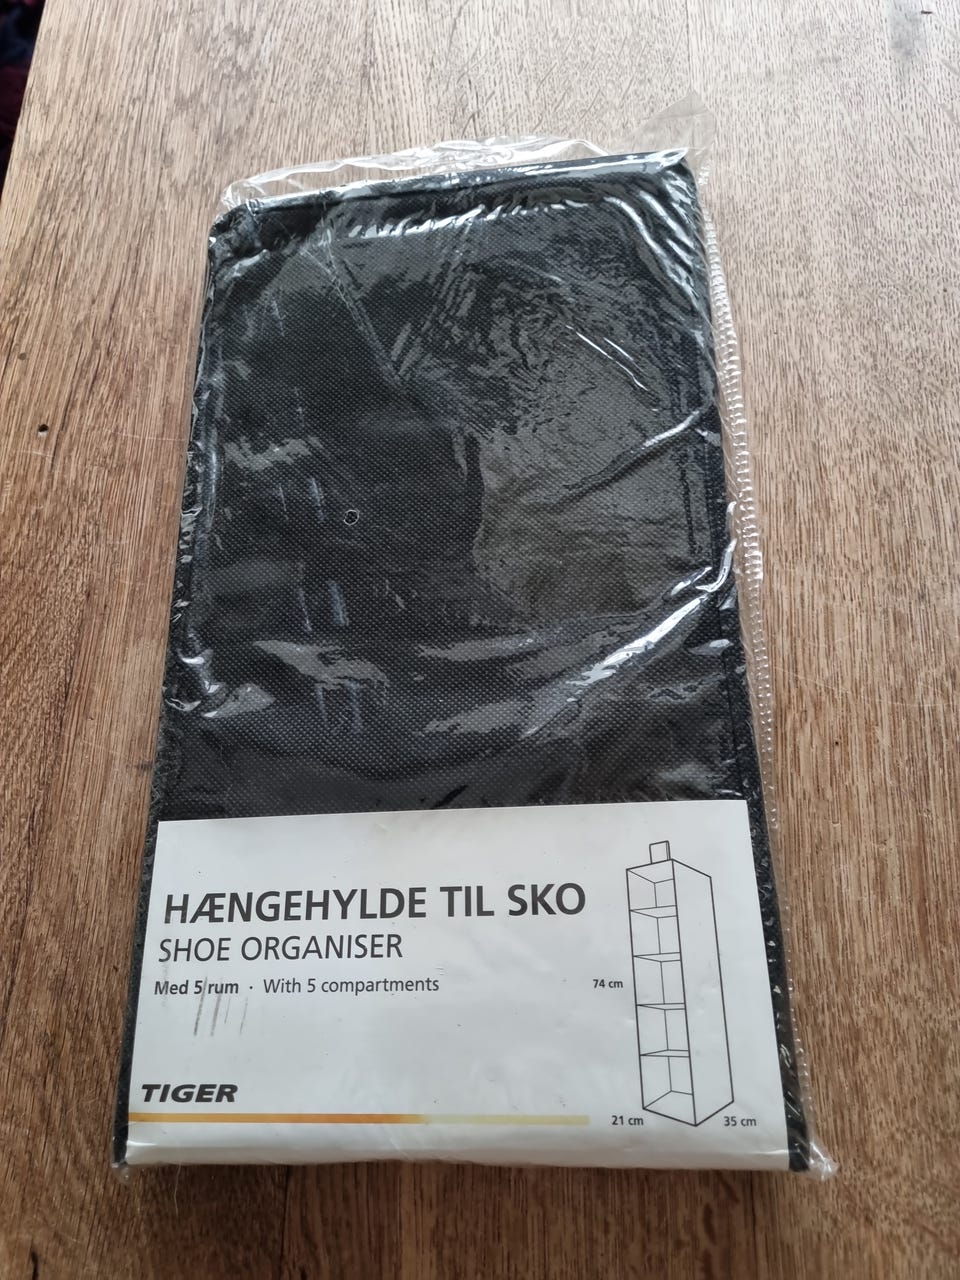 HÆNGEHYLDE TIL SKO
SHOE ORGANISER
Med 5 rum · With 5 compartments
74 cm
TIGER
21 cm
35 cm